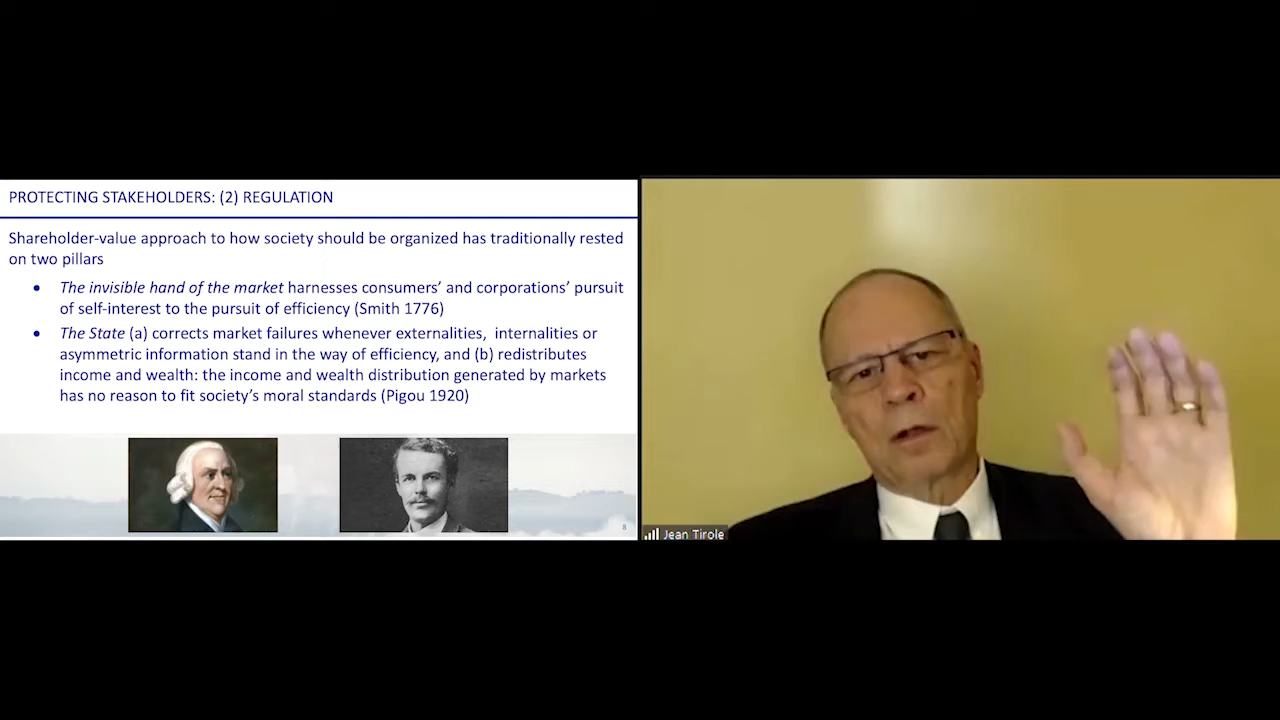 PROTECTING STAKEHOLDERS: (2) REGULATION
Shareholder-value approach to how society should be organized has traditionally rested
on two pillars
• The invisible hand of the market harnesses consumers’ and corporations’ pursuit
of self-interest to the pursuit of efficiency (Smith 1776)
• The State (a) corrects market failures whenever externalities, internalities or
asymmetric information stand in the way of efficiency, and (b) redistributes
income and wealth: the income and wealth distribution generated by markets
has no reason to fit society’s moral standards (Pigou 1920)
8
Jean Tirole